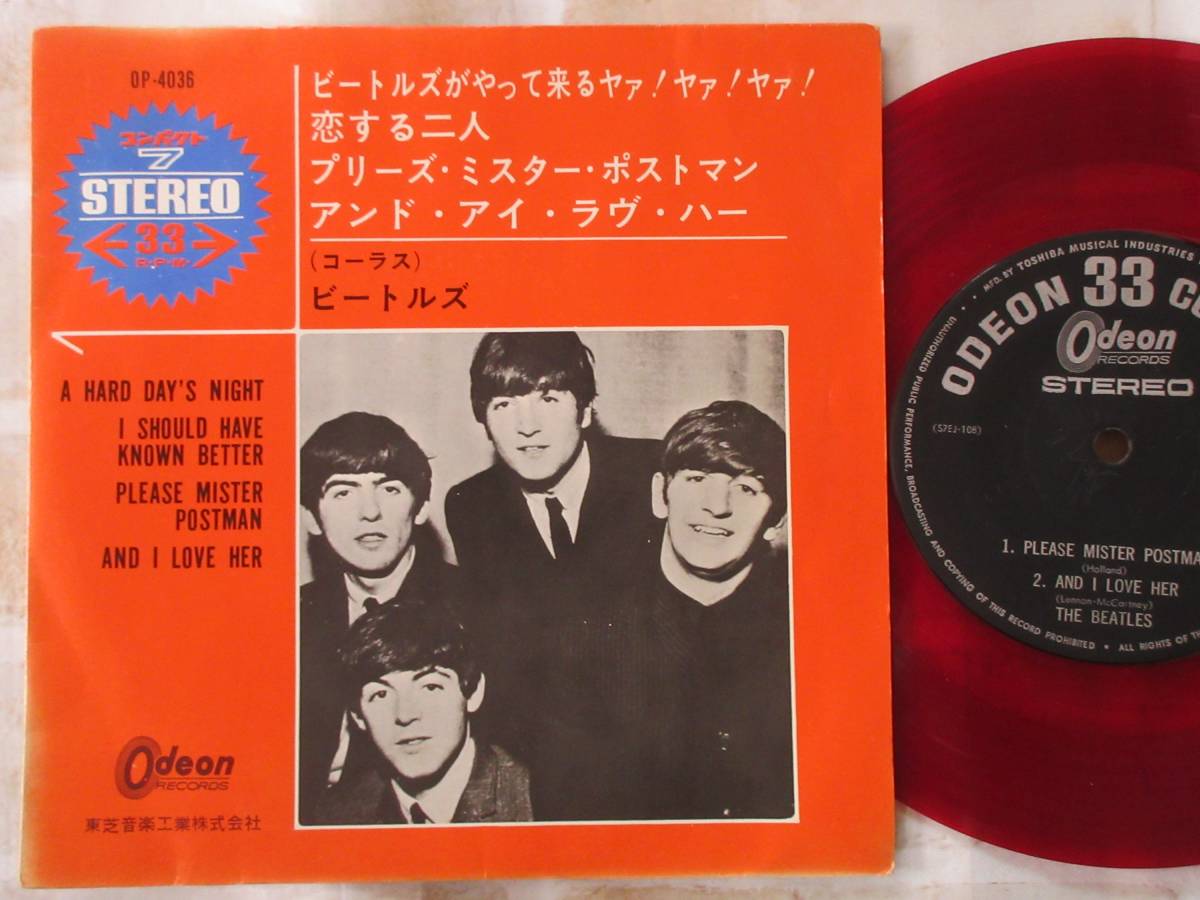 OP-4036
コンパクト
7
STEREO
33
R.P.M.
ビートルズがやって来るヤァ!ヤァ!ヤァ!
恋する二人
プリーズ・ミスター・ポストマン
アンド・アイ・ラヴ・ハー
(コーラス)
ビートルズ
A HARD DAY'S NIGHT
I SHOULD HAVE
KNOWN BETTER
PLEASE MISTER
POSTMAN
AND I LOVE HER
Odeon
RECORDS
東芝音楽工業株式会社
MFD. BY TOSHIBA MUSICAL INDUSTRIES
ODEON 33 CO
Odeon
RECORDS
STEREO
(S7EJ-108)
1. PLEASE MISTER POSTMA
(Holland)
2. AND I LOVE HER
(Lennon-McCartney)
THE BEATLES
UNAUTHORIZED PUBLIC PERFORMANCE, BROADCASTING AND COPYING OF THIS RECORD PROHIBITED ★ ALL RIGHTS OF THE